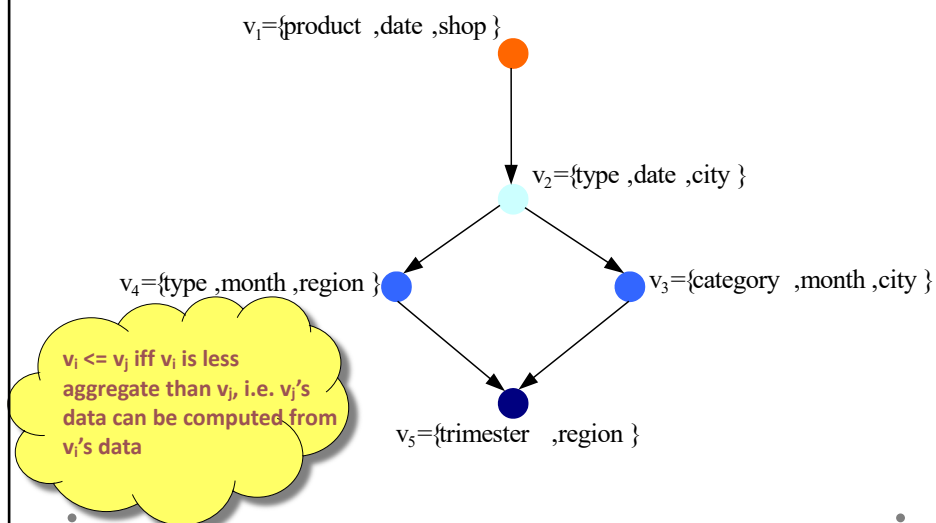 v₁={product ,date ,shop }
v₂={type ,date ,city }
v₄={type ,month ,region }
v₃={category ,month ,city }
vᵢ <= vⱼ iff vᵢ is less
aggregate than vⱼ, i.e. vⱼ's
data can be computed from
vᵢ's data
v₅={trimester ,region }